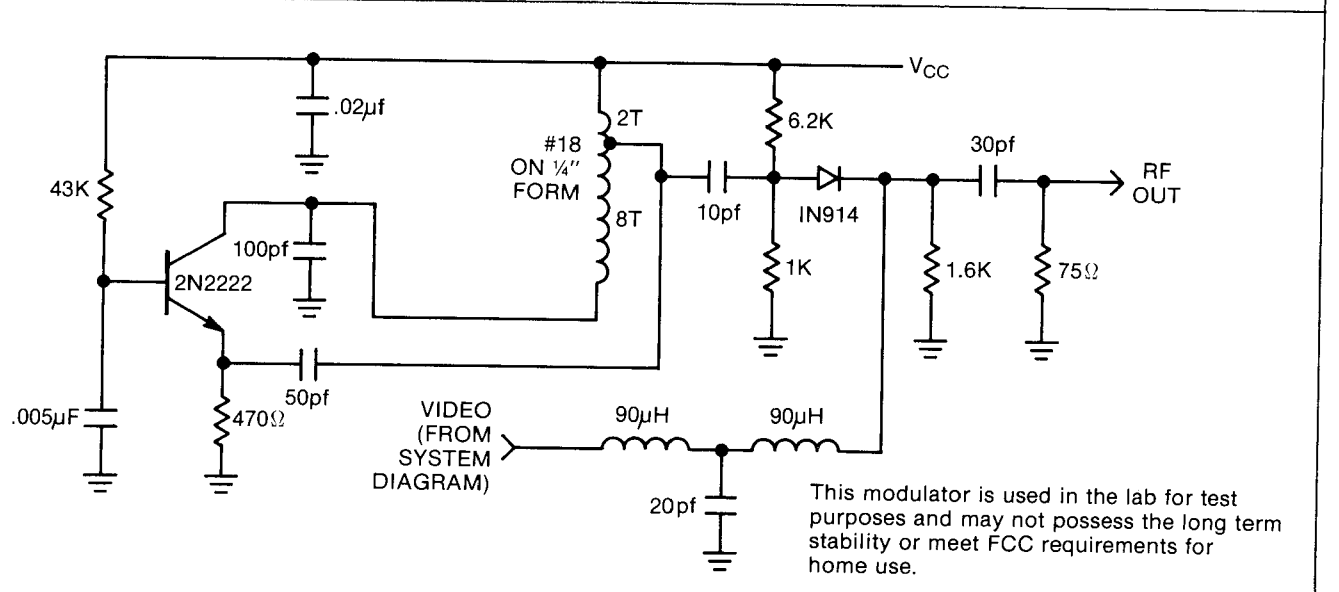 VCC
.02µf
2T
6.2K
#18
ON ¼"
FORM
30pf
RF
OUT
43K
10pf
IN914
8T
100pf
2N2222
1K
1.6K
75Ω
50pf
.005µF
470Ω
VIDEO
(FROM
SYSTEM
DIAGRAM)
90µH
90µH
20pf
This modulator is used in the lab for test
purposes and may not possess the long term
stability or meet FCC requirements for
home use.